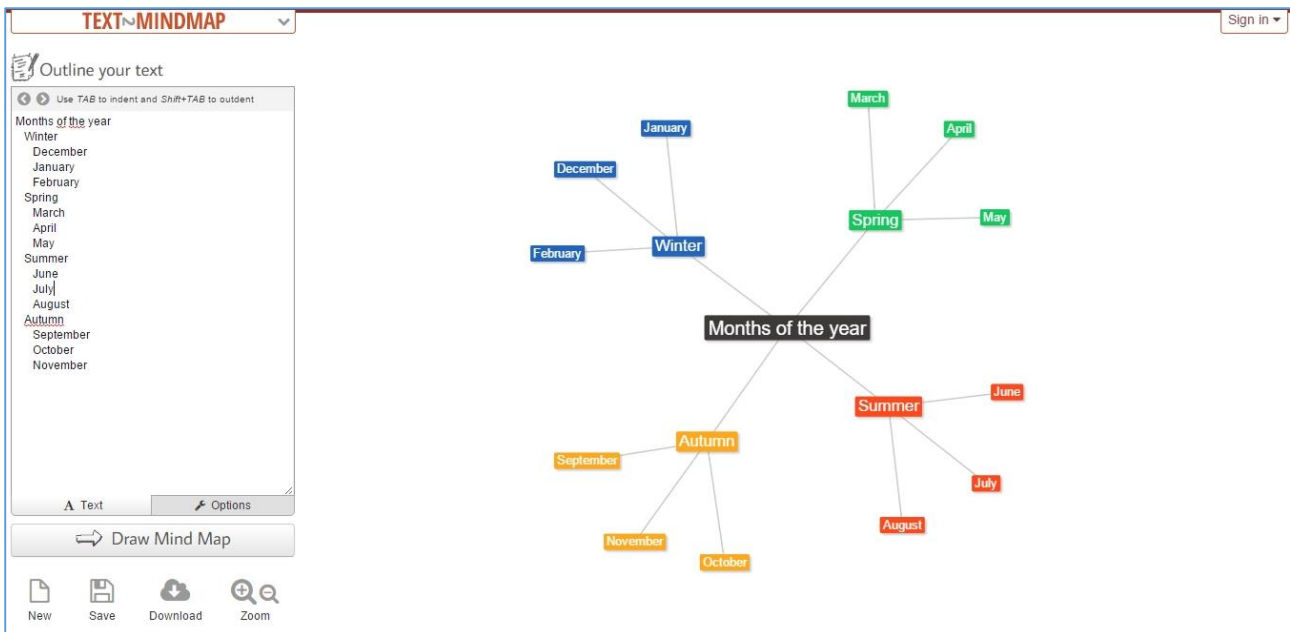 TEXT2MINDMAP
Sign in
Outline your text
Use TAB to indent and Shift+TAB to outdent
Months of the year
Winter
December
January
February
Spring
March
April
May
Summer
June
July
August
Autumn
September
October
November
A Text
Options
Draw Mind Map
New
Save
Download
Zoom
March
January
April
December
Spring
May
Winter
February
Months of the year
June
Summer
Autumn
September
July
August
November
October